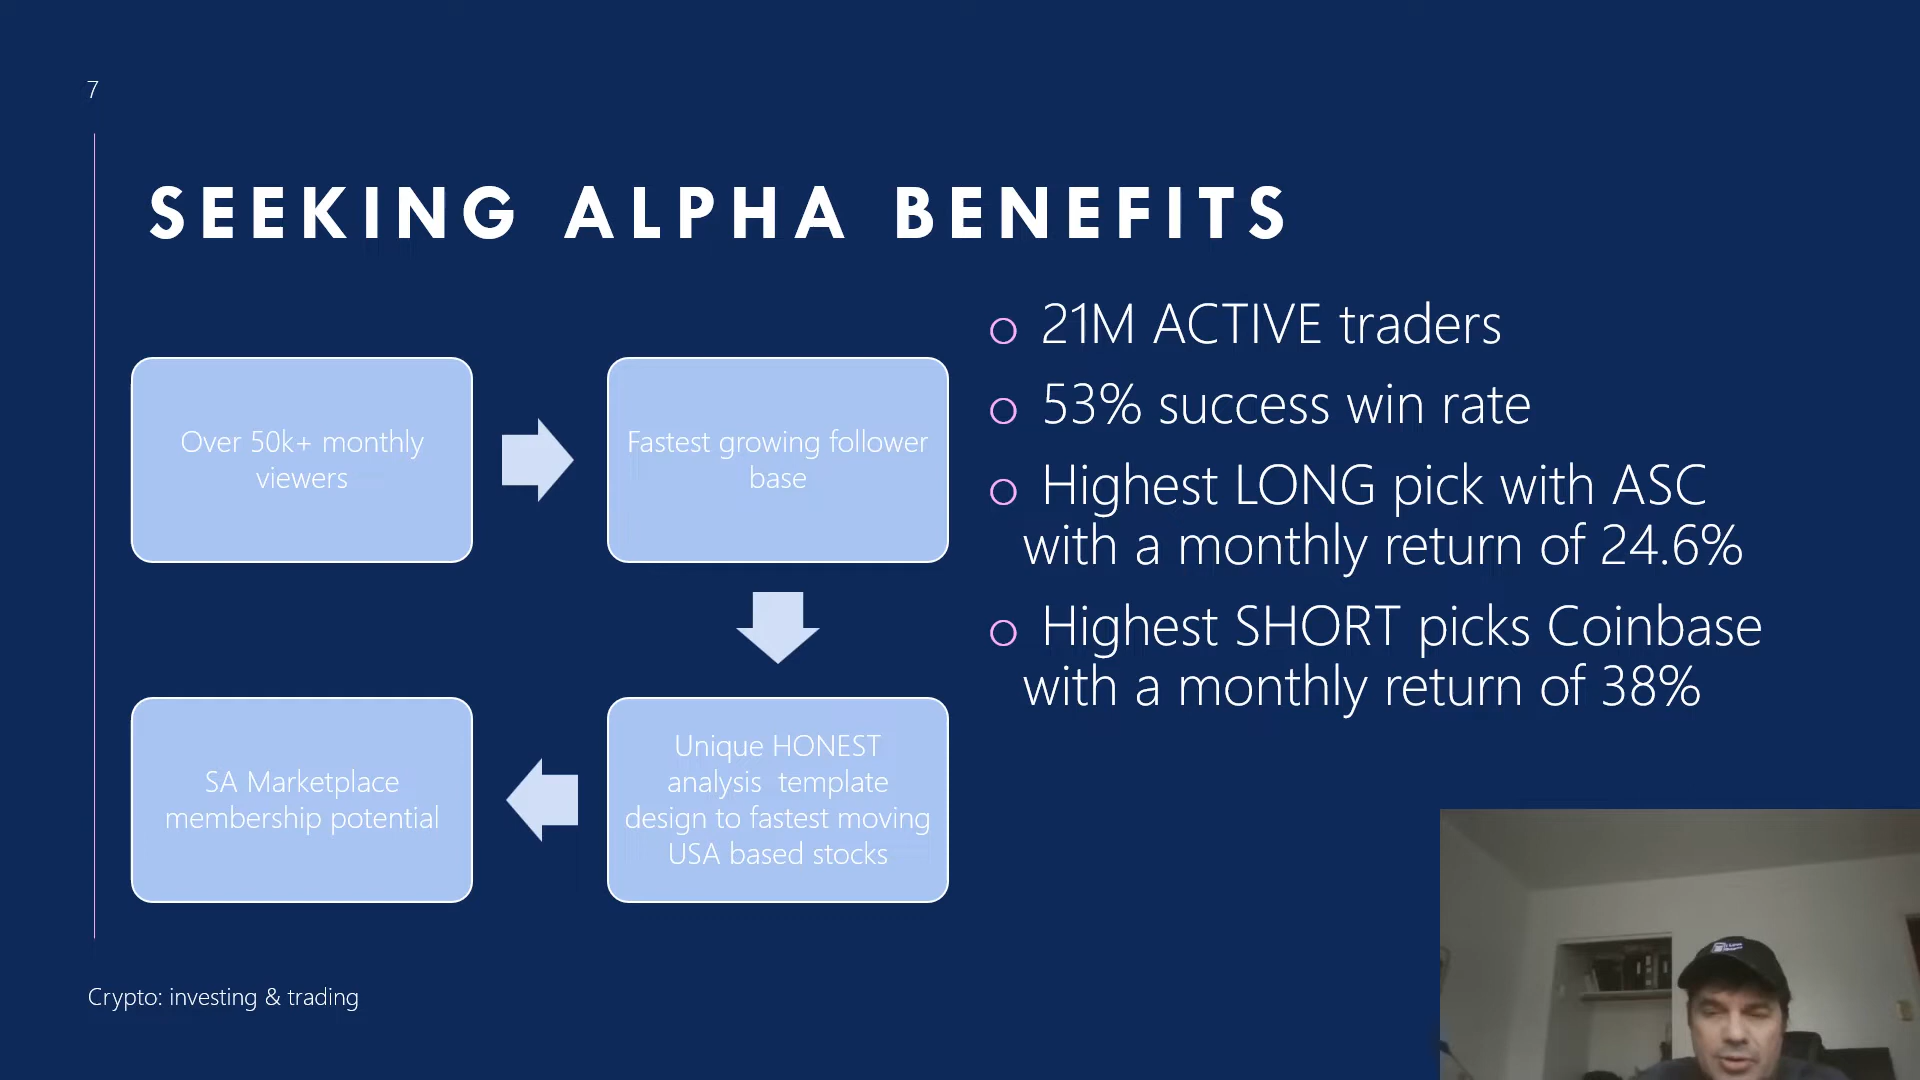 7
SEEKING ALPHA BENEFITS
Over 50k+ monthly
viewers
Fastest growing follower
base
Unique HONEST
analysis  template
design to fastest moving
USA based stocks
SA Marketplace
membership potential
o 21M ACTIVE traders
o 53% success win rate
o Highest LONG pick with ASC
with a monthly return of 24.6%
o Highest SHORT picks Coinbase
with a monthly return of 38%
Crypto: investing & trading